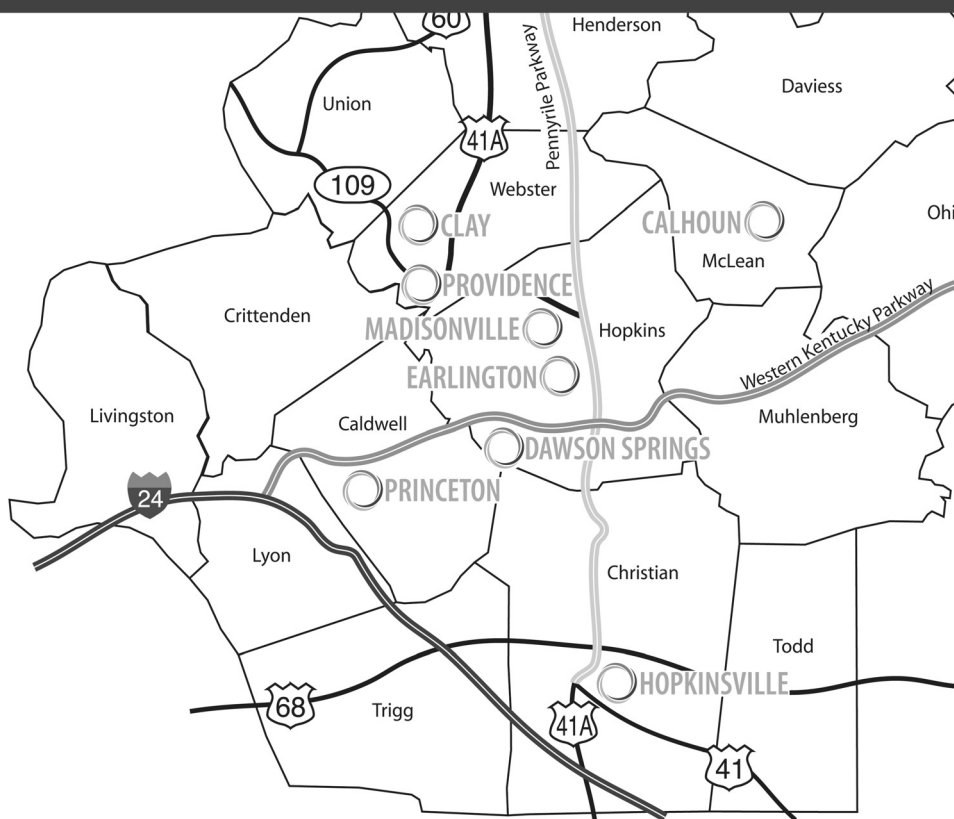 60
Henderson
Pennyrile Parkway
Daviess
Union
41A
109
Webster
CLAY
CALHOUN
Ohi
McLean
PROVIDENCE
Crittenden
MADISONVILLE
Hopkins
EARLINGTON
Western Kentucky Parkway
Livingston
Caldwell
Muhlenberg
DAWSON SPRINGS
24
PRINCETON
Lyon
Christian
Todd
HOPKINSVILLE
68
Trigg
41A
41